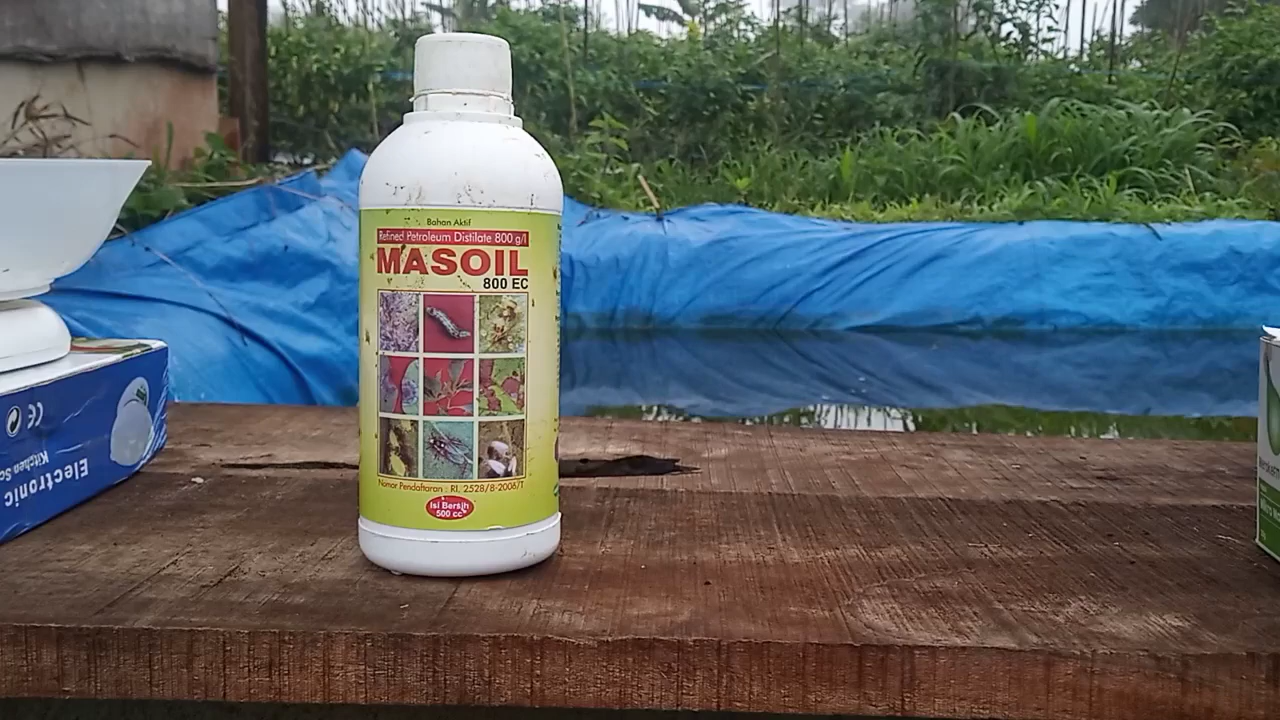 Bahan Aktif
Refined Petroleum Distilate 800 g/l
MASOIL
800 EC
Nomor Pendaftaran : RI. 2528/8-2006/T
Isi Bersih
500 cc
CE
Electronic
Kitchen Sc